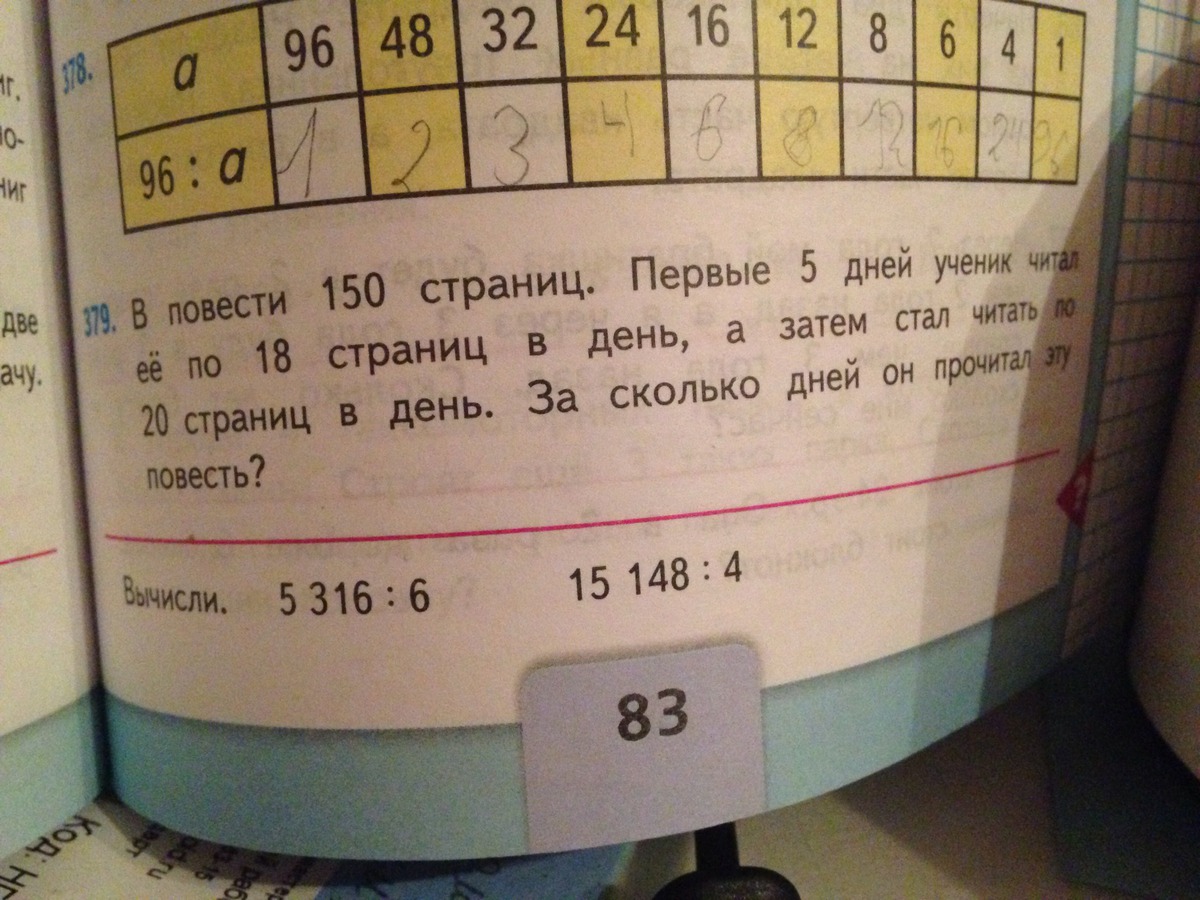 378.
а 96 48 32 24 16 12 8 6 4 1
96 : а 1 2 3 4 6 8 12 16 24 96
379. В повести 150 страниц. Первые 5 дней ученик читал
её по 18 страниц в день, а затем стал читать по
20 страниц в день. За сколько дней он прочитал эту
повесть?
Вычисли. 5 316 : 6 15 148 : 4
83
иг.
две
ачу.